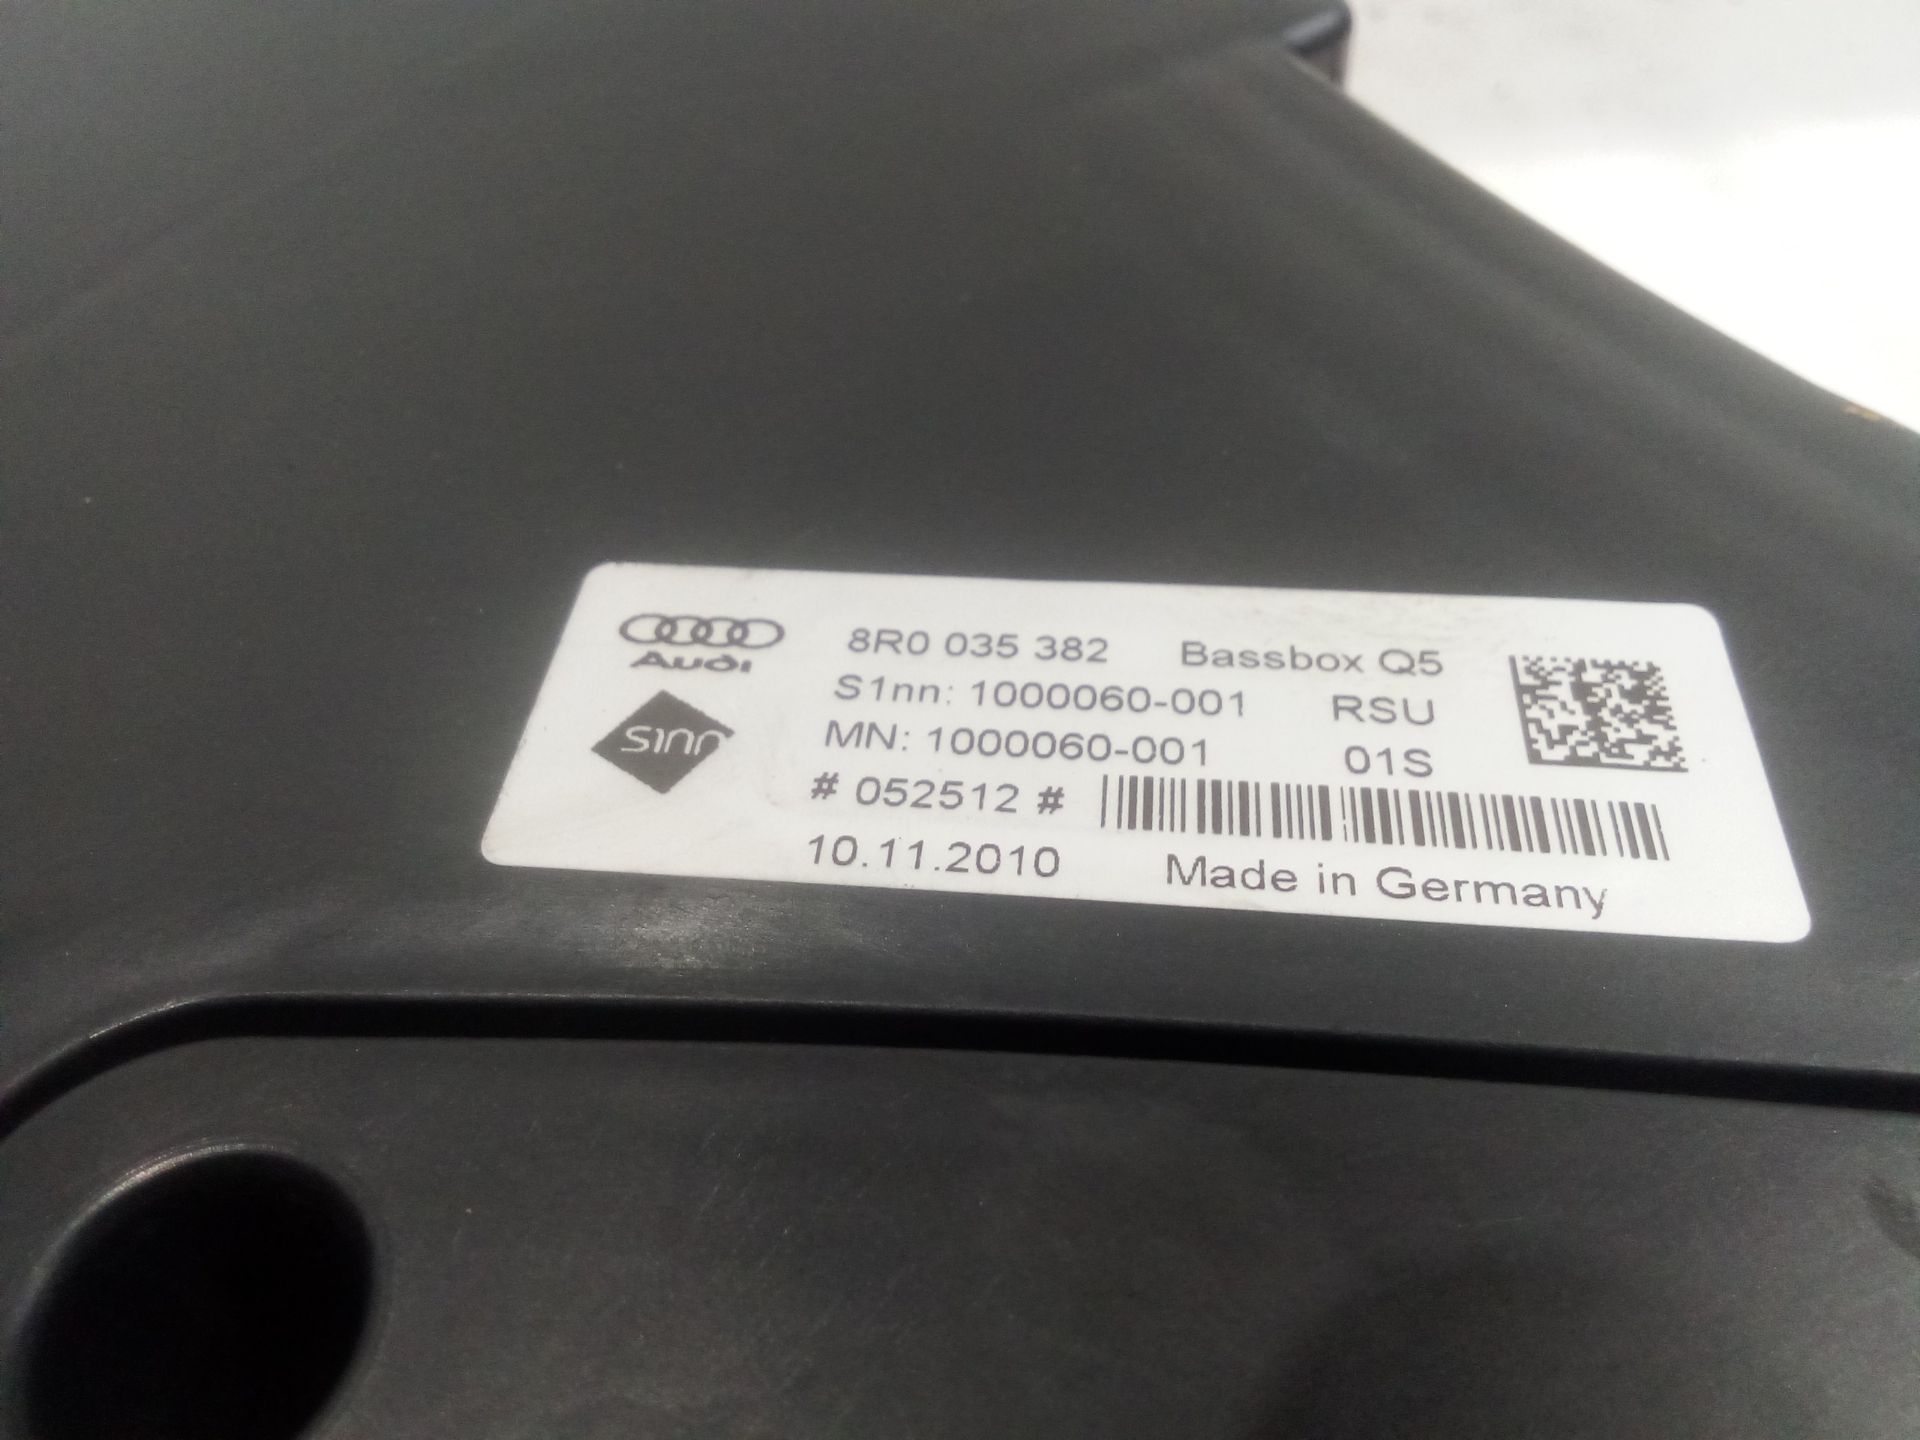 Audi 8R0 035 382 Bassbox Q5
S1nn: 1000060-001 RSU
s1nn MN: 1000060-001 01S
# 052512 #
10.11.2010 Made in Germany